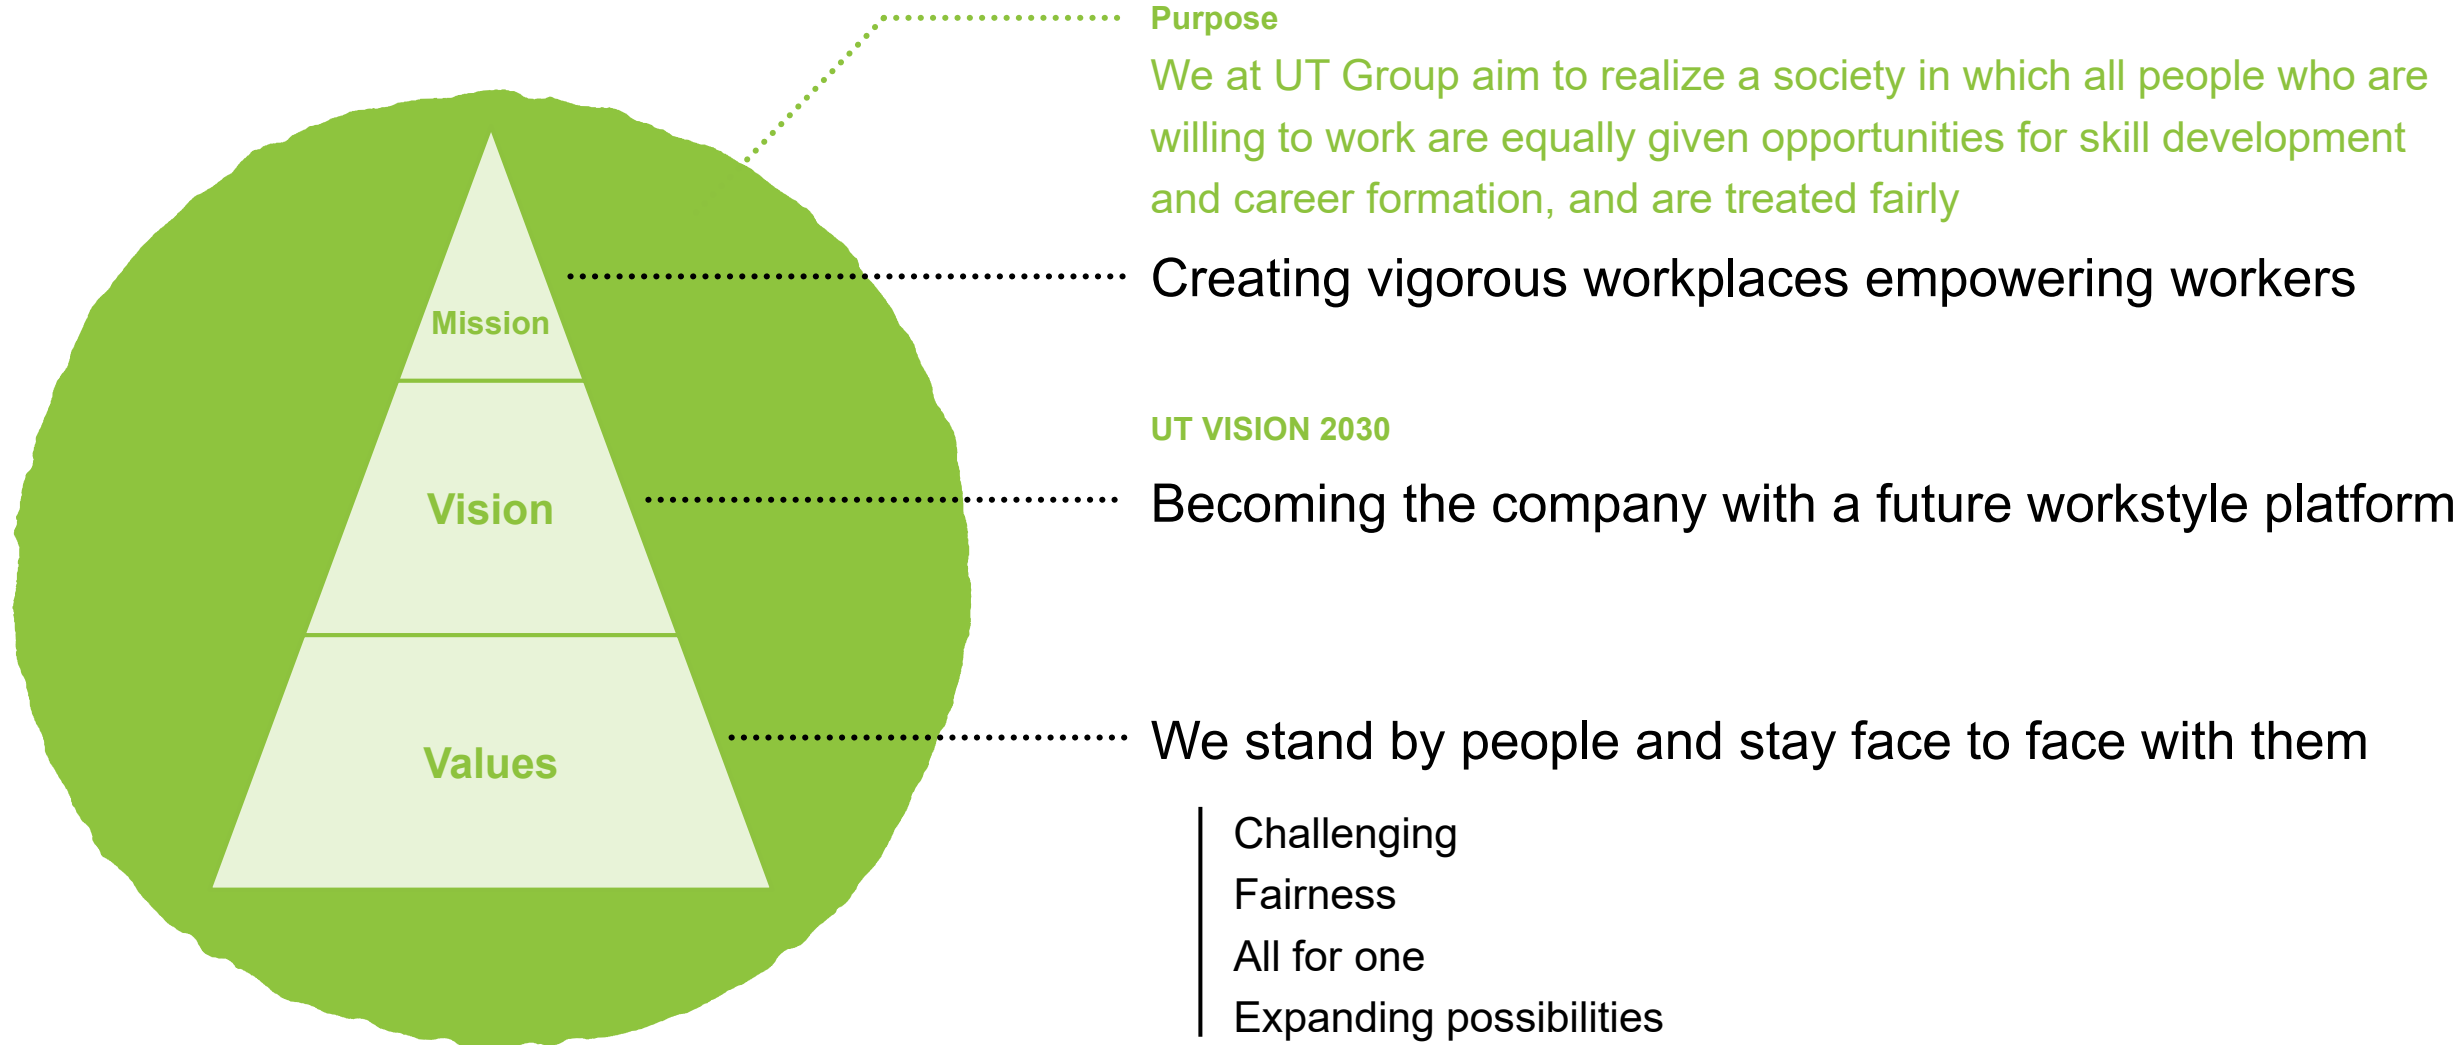 Purpose
We at UT Group aim to realize a society in which all people who are
willing to work are equally given opportunities for skill development
and career formation, and are treated fairly
Mission
Creating vigorous workplaces empowering workers
UT VISION 2030
Vision
Becoming the company with a future workstyle platform
Values
We stand by people and stay face to face with them
Challenging
Fairness
All for one
Expanding possibilities